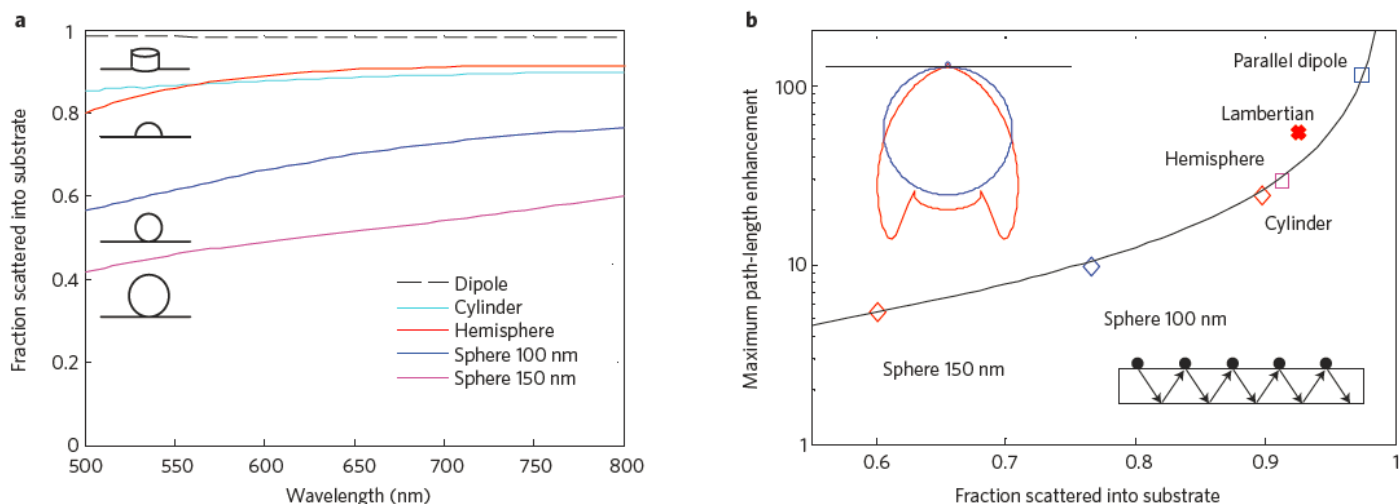 a
Fraction scattered into substrate
1
0.8
0.6
0.4
0.2
0
500
550
600
650
700
750
800
Wavelength (nm)
Dipole
Cylinder
Hemisphere
Sphere 100 nm
Sphere 150 nm
b
Maximum path-length enhancement
100
10
1
0.6
0.7
0.8
0.9
1
Fraction scattered into substrate
Parallel dipole
Lambertian
Hemisphere
Cylinder
Sphere 100 nm
Sphere 150 nm